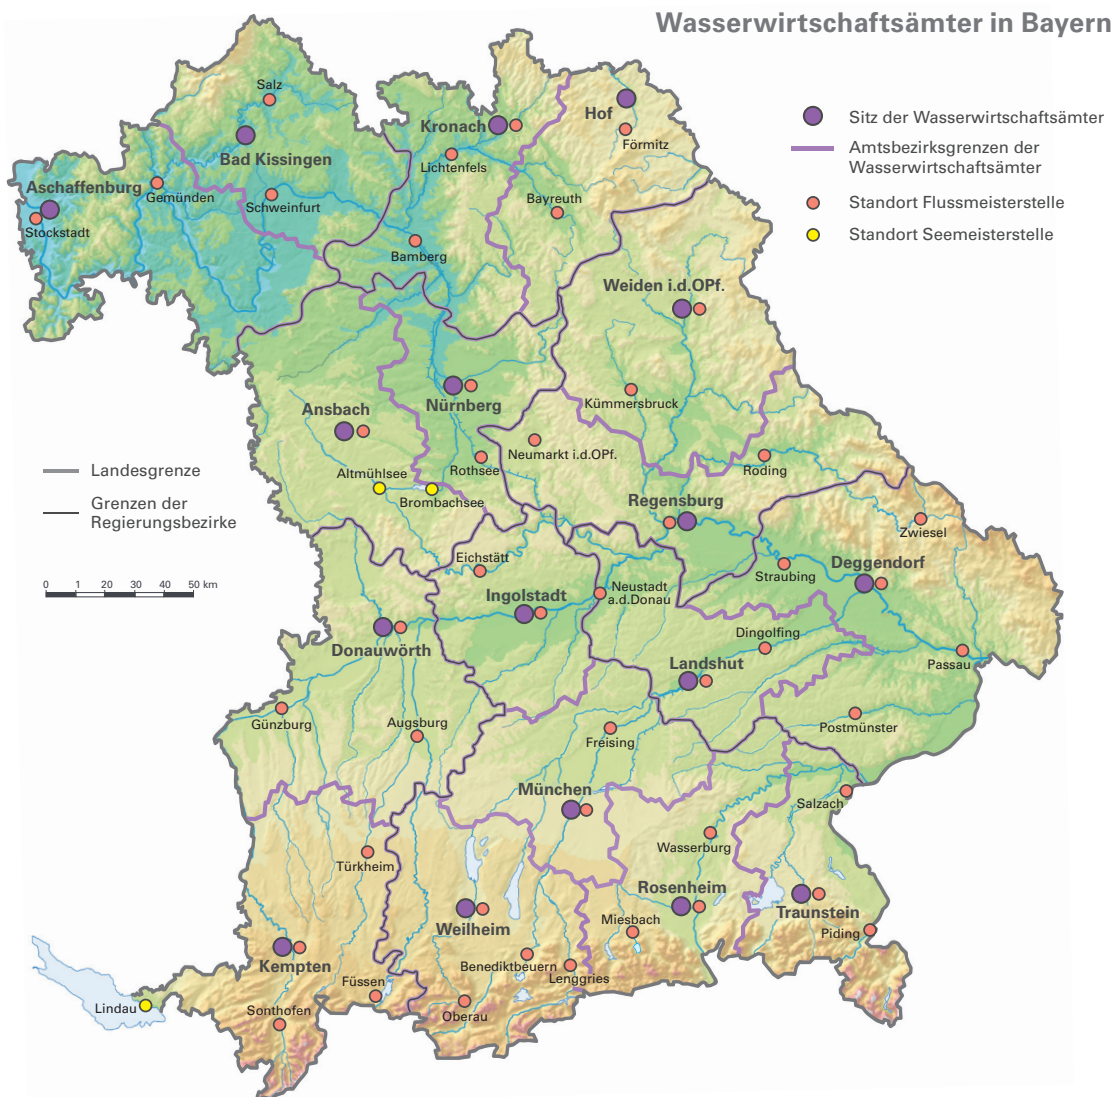 Wasserwirtschaftsämter in Bayern
Sitz der Wasserwirtschaftsämter
Amtsbezirksgrenzen der
Wasserwirtschaftsämter
Standort Flussmeisterstelle
Standort Seemeisterstelle
Salz
Hof
Kronach
Förmitz
Bad Kissingen
Lichtenfels
Aschaffenburg
Gemünden
Schweinfurt
Bayreuth
Stockstadt
Bamberg
Weiden i.d.OPf.
Ansbach
Nürnberg
Kümmersbruck
Neumarkt i.d.OPf.
Landesgrenze
Altmühlsee
Rothsee
Roding
Grenzen der
Regierungsbezirke
Brombachsee
Regensburg
Zwiesel
Eichstätt
Deggendorf
Straubing
0 1 20 30 40 50 km
Ingolstadt
Neustadt
a.d.Donau
Donauwörth
Dingolfing
Landshut
Passau
Günzburg
Augsburg
Freising
Postmünster
München
Salzach
Türkheim
Wasserburg
Rosenheim
Weilheim
Miesbach
Traunstein
Piding
Kempten
Benediktbeuern
Lenggries
Füssen
Lindau
Sonthofen
Oberau